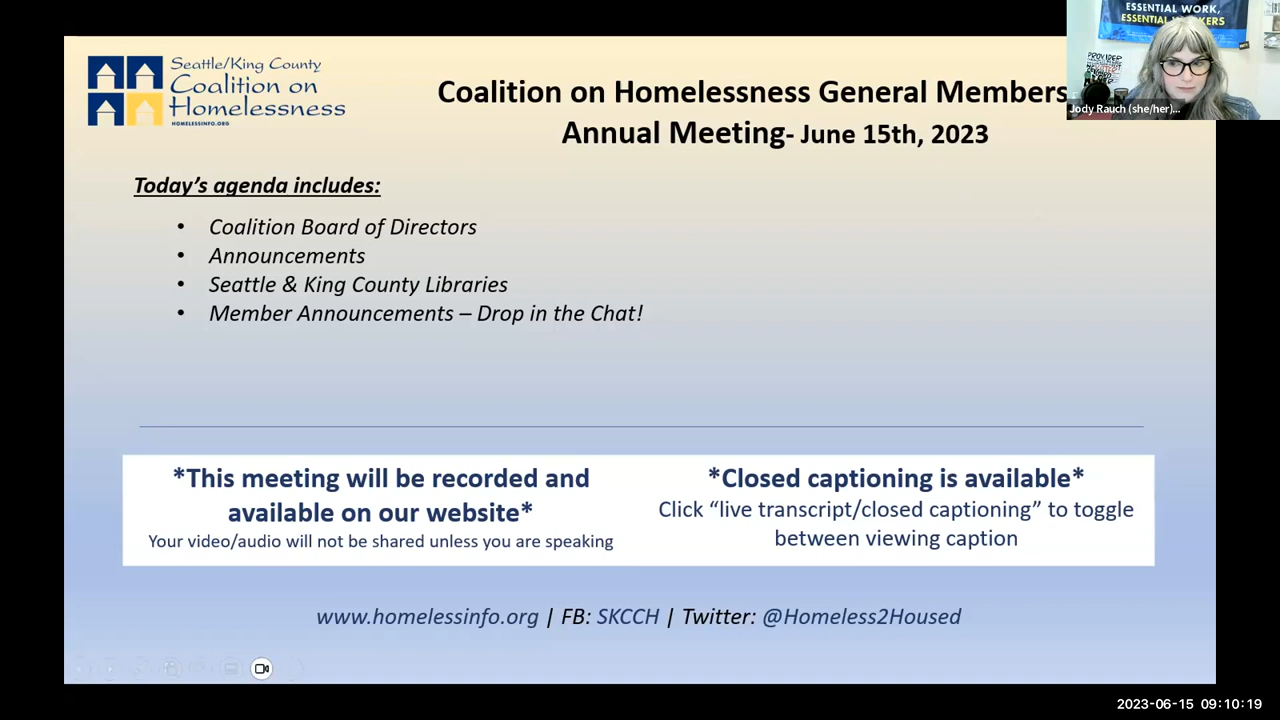 Seattle/King County
Coalition on
Homelessness
HOMELESSINFO.ORG
Coalition on Homelessness General Members
Annual Meeting- June 15th, 2023
ESSENTIAL WORK,
ESSENTIAL WORKERS
Jody Rauch (she/her)...
Today's agenda includes:
• Coalition Board of Directors
• Announcements
• Seattle & King County Libraries
• Member Announcements – Drop in the Chat!
*This meeting will be recorded and
available on our website*
Your video/audio will not be shared unless you are speaking
*Closed captioning is available*
Click “live transcript/closed captioning” to toggle
between viewing caption
www.homelessinfo.org | FB: SKCCH | Twitter: @Homeless2Housed
2023-06-15 09:10:19